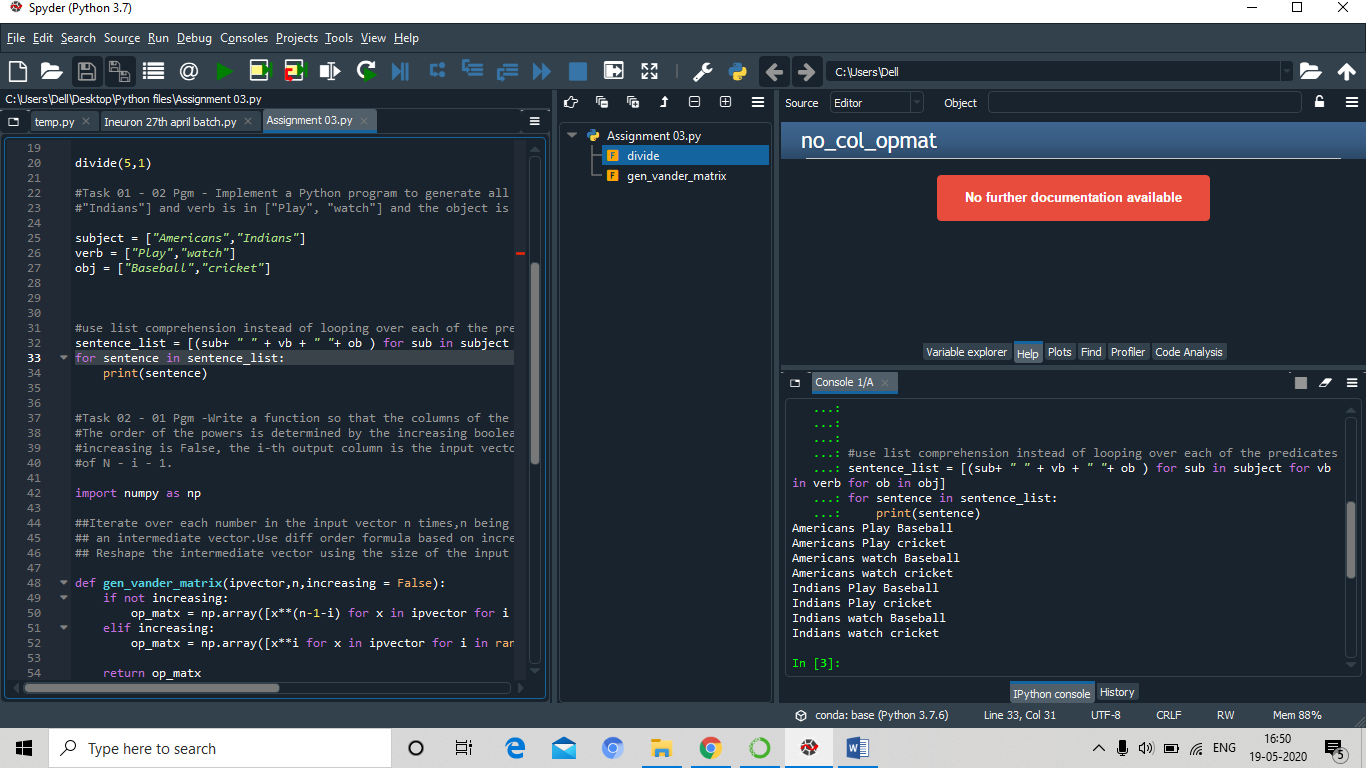 Spyder (Python 3.7)
File Edit Search Source Run Debug Consoles Projects Tools View Help
C:\Users\Dell
C:\Users\Dell\Desktop\Python files\Assignment 03.py
temp.py Ineuron 27th april batch.py Assignment 03.py
19
20 divide(5,1)
21
22 #Task 01 - 02 Pgm - Implement a Python program to generate all
23 #"Indians"] and verb is in ["Play", "watch"] and the object is
24
25 subject = ["Americans","Indians"]
26 verb = ["Play","watch"]
27 obj = ["Baseball","cricket"]
28
29
30
31 #use list comprehension instead of looping over each of the pre
32 sentence_list = [(sub+ " " + vb + " "+ ob ) for sub in subject
33 for sentence in sentence_list:
34 print(sentence)
35
36
37 #Task 02 - 01 Pgm -Write a function so that the columns of the
38 #The order of the powers is determined by the increasing boolea
39 #increasing is False, the i-th output column is the input vecto
40 #of N - i - 1.
41
42 import numpy as np
43
44 ##Iterate over each number in the input vector n times,n being
45 ## an intermediate vector.Use diff order formula based on incre
46 ## Reshape the intermediate vector using the size of the input
47
48 def gen_vander_matrix(ipvector,n,increasing = False):
49 if not increasing:
50 op_matx = np.array([x**(n-1-i) for x in ipvector for i
51 elif increasing:
52 op_matx = np.array([x**i for x in ipvector for i in ran
53
54 return op_matx
Assignment 03.py
F divide
F gen_vander_matrix
Source Editor Object
no_col_opmat
No further documentation available
Variable explorer Help Plots Find Profiler Code Analysis
Console 1/A
...:
...:
...:
...: #use list comprehension instead of looping over each of the predicates
...: sentence_list = [(sub+ " " + vb + " "+ ob ) for sub in subject for vb
in verb for ob in obj]
...: for sentence in sentence_list:
...: print(sentence)
Americans Play Baseball
Americans Play cricket
Americans watch Baseball
Americans watch cricket
Indians Play Baseball
Indians Play cricket
Indians watch Baseball
Indians watch cricket
In [3]:
IPython console History
conda: base (Python 3.7.6) Line 33, Col 31 UTF-8 CRLF RW Mem 88%
Type here to search
ENG
16:50
19-05-2020
5